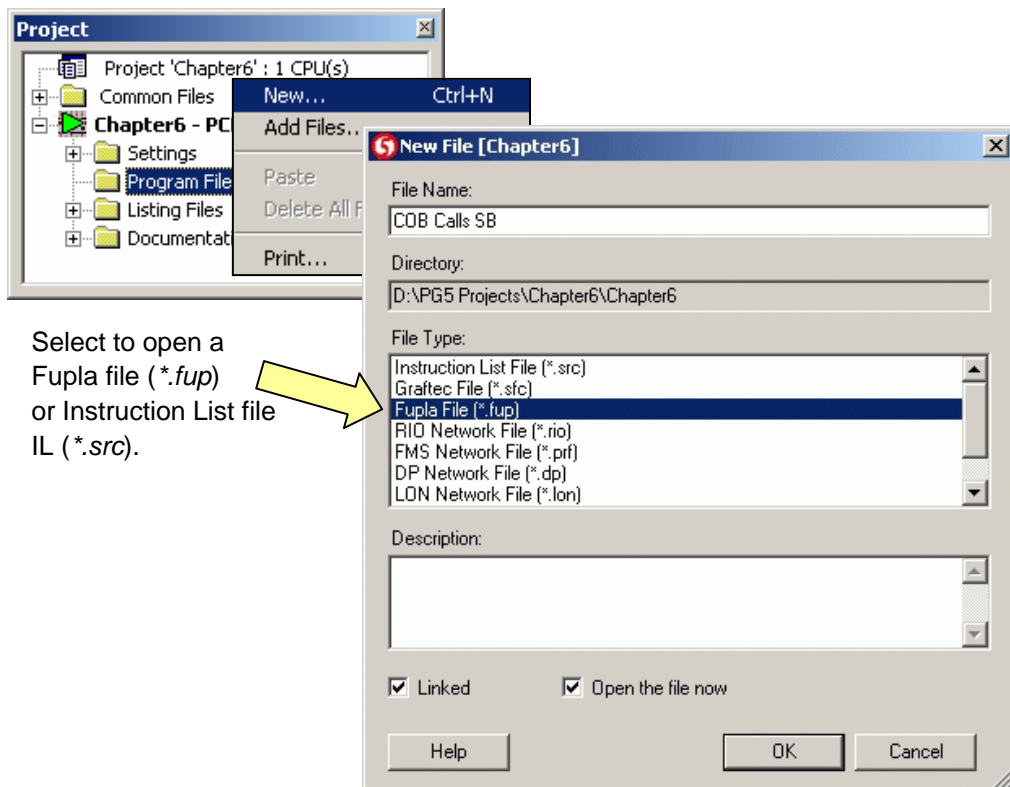 Project
Project 'Chapter6' : 1 CPU(s)
Common Files
Chapter6 - PC
Settings
Program File
Listing Files
Documentat
New... Ctrl+N
Add Files..
Paste
Delete All F
Print...
New File [Chapter6]
File Name:
COB Calls SB
Directory:
D:\PG5 Projects\Chapter6\Chapter6
File Type:
Instruction List File (*.src)
Graftec File (*.sfc)
Fupla File (*.fup)
RIO Network File (*.rio)
FMS Network File (*.prf)
DP Network File (*.dp)
LON Network File (*.lon)
Description:
Linked
Open the file now
Help
OK
Cancel
Select to open a
Fupla file (*.fup)
or Instruction List file
IL (*.src).